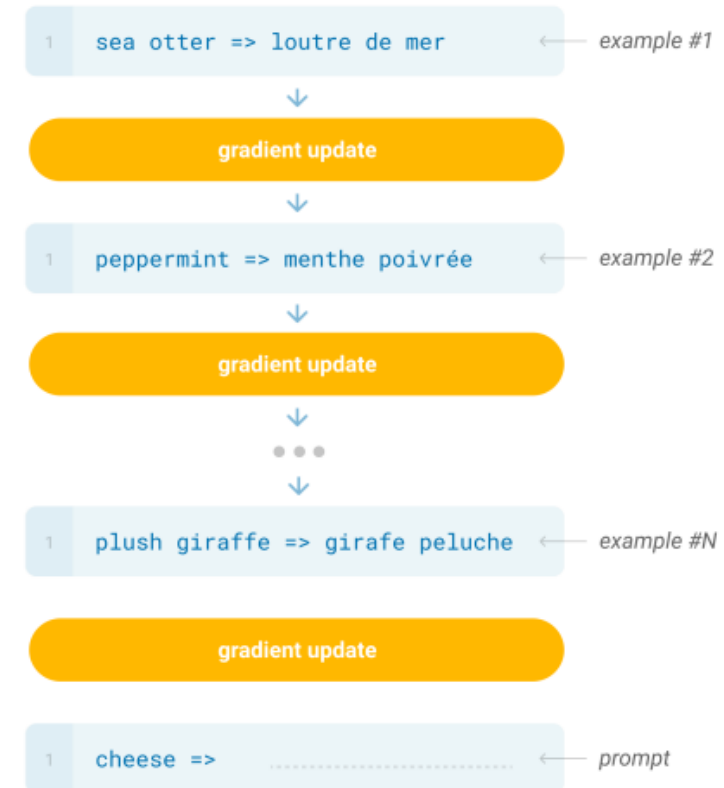 1 sea otter => loutre de mer example #1
gradient update
1 peppermint => menthe poivrée example #2
gradient update
1 plush giraffe => girafe peluche example #N
gradient update
1 cheese => prompt